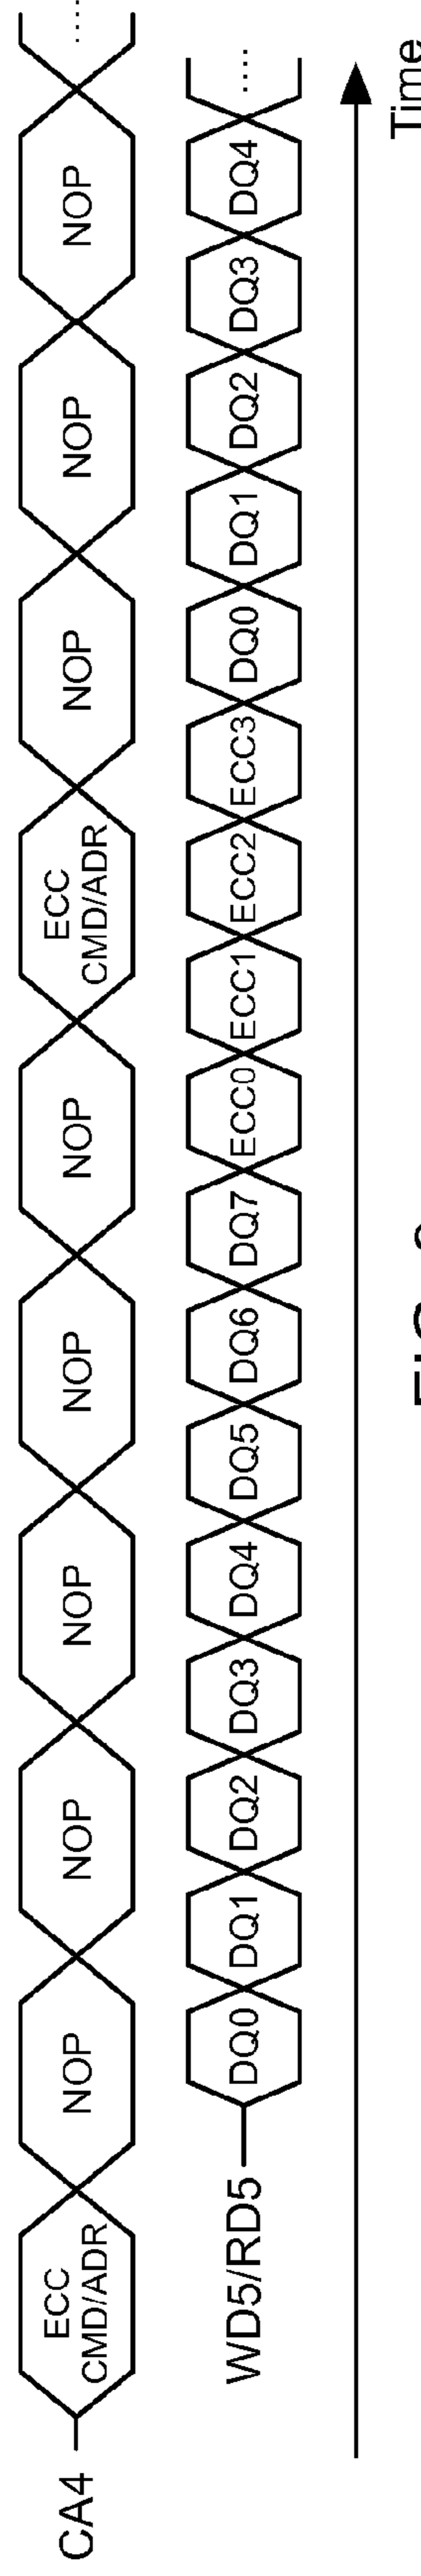 CA4
ECC
CMD/ADR
NOP
NOP
NOP
NOP
NOP
ECC
CMD/ADR
NOP
NOP
NOP
....
WD5/RD5
DQ0
DQ1
DQ2
DQ3
DQ4
DQ5
DQ6
DQ7
ECC0
ECC1
ECC2
ECC3
DQ0
DQ1
DQ2
DQ3
DQ4
....
Time